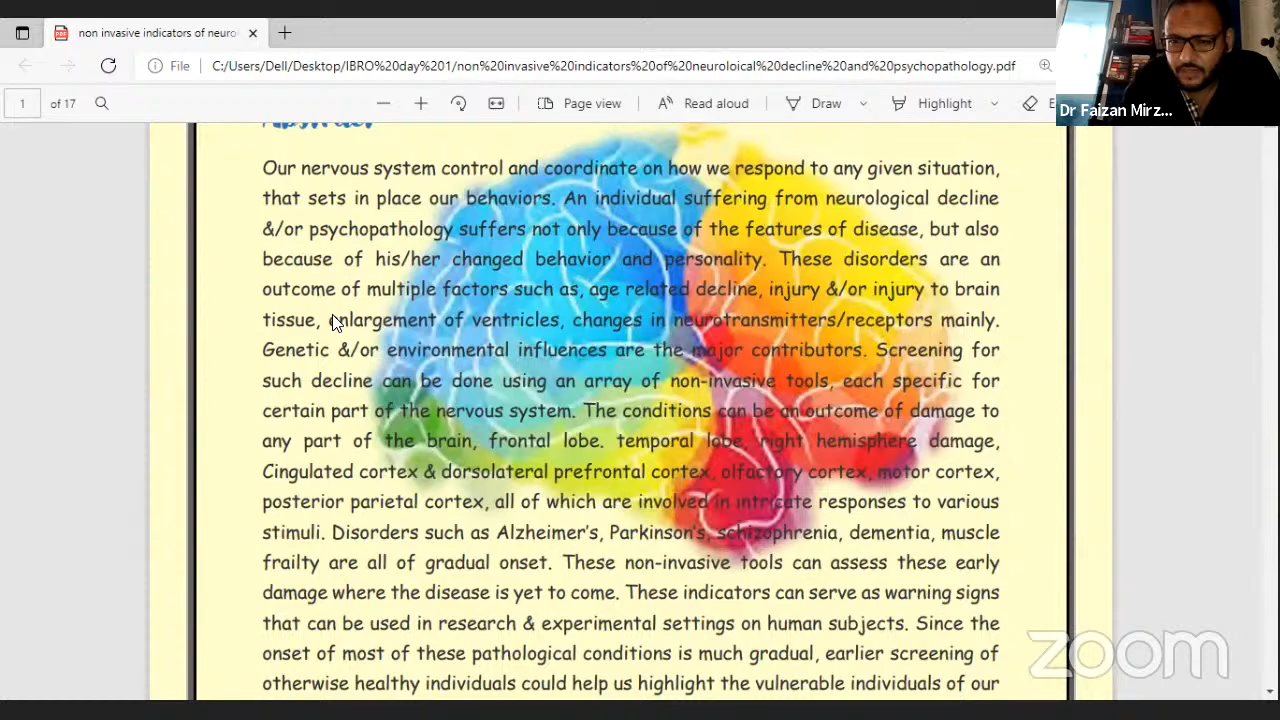 non invasive indicators of neuro
File C:/Users/Dell/Desktop/IBRO%20day%201/non%20invasive%20indicators%20of%20neuroloical%20decline%20and%20psychopathology.pdf
1 of 17 Page view Read aloud Draw Highlight
Dr Faizan Mirz...
Abstract
Our nervous system control and coordinate on how we respond to any given situation,
that sets in place our behaviors. An individual suffering from neurological decline
&/or psychopathology suffers not only because of the features of disease, but also
because of his/her changed behavior and personality. These disorders are an
outcome of multiple factors such as, age related decline, injury &/or injury to brain
tissue, enlargement of ventricles, changes in neurotransmitters/receptors mainly.
Genetic &/or environmental influences are the major contributors. Screening for
such decline can be done using an array of non-invasive tools, each specific for
certain part of the nervous system. The conditions can be an outcome of damage to
any part of the brain, frontal lobe. temporal lobe, right hemisphere damage,
Cingulated cortex & dorsolateral prefrontal cortex, olfactory cortex, motor cortex,
posterior parietal cortex, all of which are involved in intricate responses to various
stimuli. Disorders such as Alzheimer's, Parkinson's, schizophrenia, dementia, muscle
frailty are all of gradual onset. These non-invasive tools can assess these early
damage where the disease is yet to come. These indicators can serve as warning signs
that can be used in research & experimental settings on human subjects. Since the
onset of most of these pathological conditions is much gradual, earlier screening of
otherwise healthy individuals could help us highlight the vulnerable individuals of our
zoom